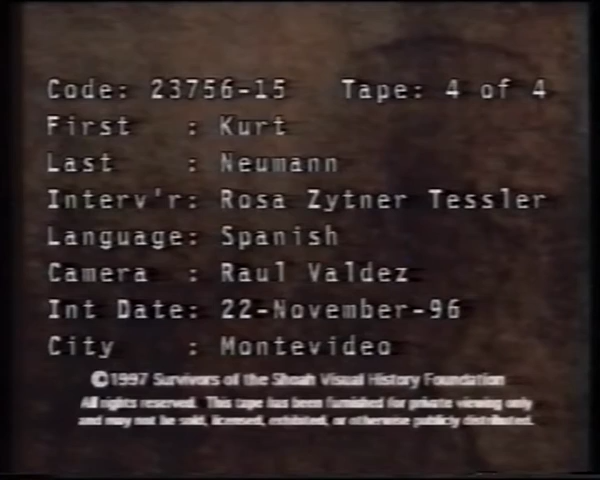 Code: 23756-15 Tape: 4 of 4
First : Kurt
Last : Neumann
Interv'r: Rosa Zytner Tessler
Language: Spanish
Camera : Raul Valdez
Int Date: 22-November-96
City : Montevideo
©1997 Survivors of the Shoah Visual History Foundation
All rights reserved. This tape has been furnished for private viewing only
and may not be sold, licensed, exhibited, or otherwise publicly distributed.